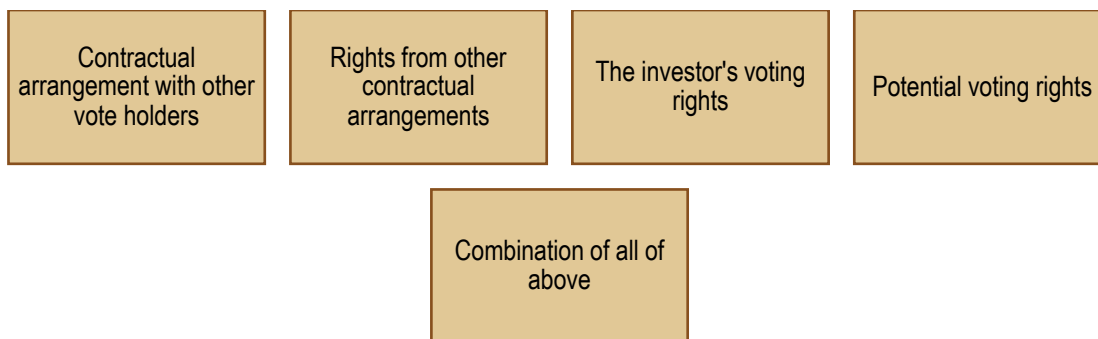 Contractual
arrangement with other
vote holders
Rights from other
contractual
arrangements
The investor's voting
rights
Potential voting rights
Combination of all of
above